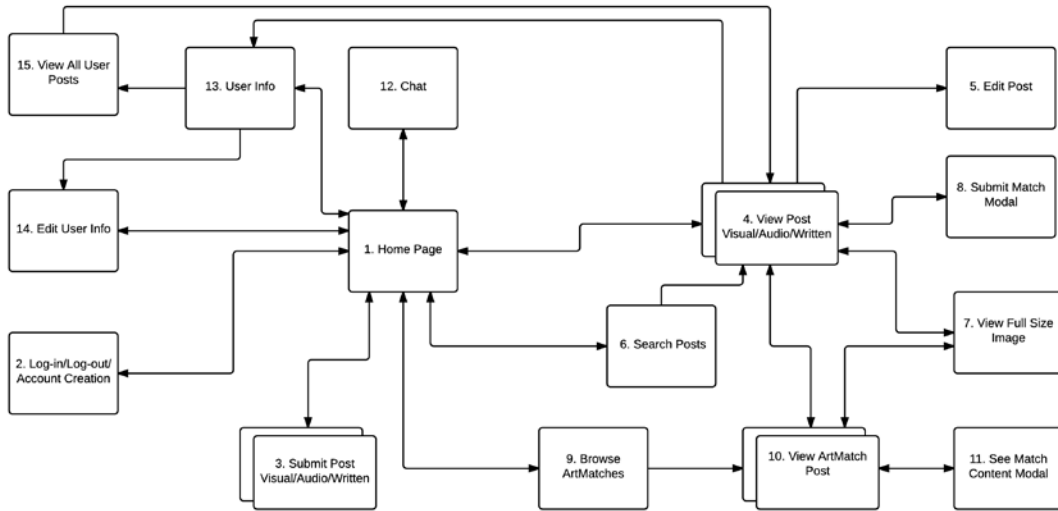 15. View All User
Posts
13. User Info
12. Chat
5. Edit Post
8. Submit Match
Modal
14. Edit User Info
1. Home Page
4. View Post
Visual/Audio/Written
7. View Full Size
Image
6. Search Posts
2. Log-in/Log-out/
Account Creation
3. Submit Post
Visual/Audio/Written
9. Browse
ArtMatches
10. View ArtMatch
Post
11. See Match
Content Modal